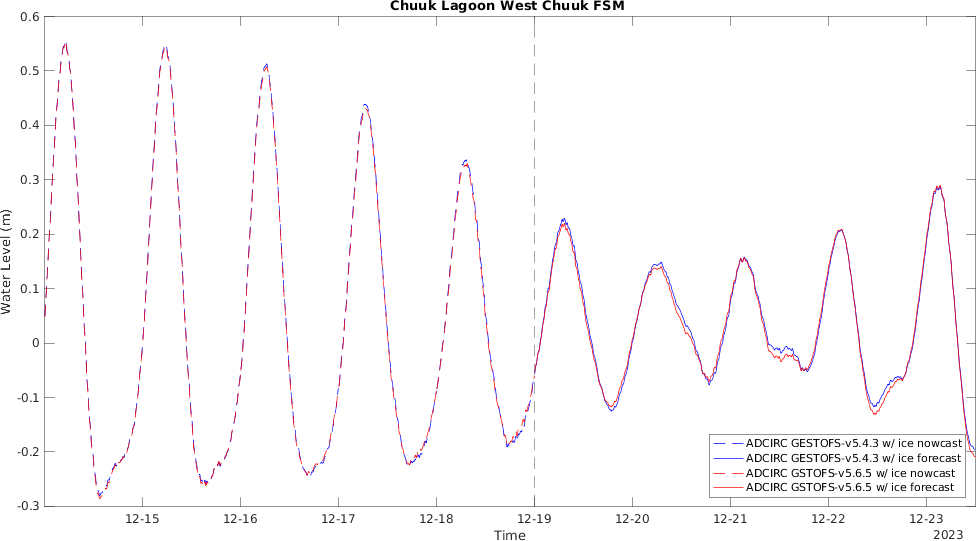 Chuuk Lagoon West Chuuk FSM
0.6
0.5
0.4
0.3
0.2
0.1
0
-0.1
-0.2
-0.3
Water Level (m)
12-15 12-16 12-17 12-18 12-19 12-20 12-21 12-22 12-23
Time
2023
ADCIRC GESTOFS-v5.4.3 w/ ice nowcast
ADCIRC GESTOFS-v5.4.3 w/ ice forecast
ADCIRC GSTOFS-v5.6.5 w/ ice nowcast
ADCIRC GSTOFS-v5.6.5 w/ ice forecast